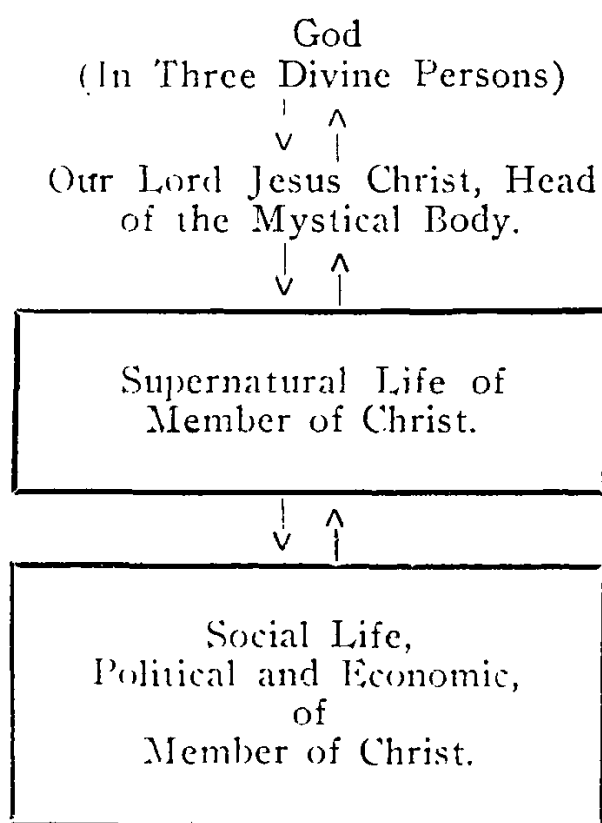 God
(In Three Divine Persons)
Our Lord Jesus Christ, Head
of the Mystical Body.
Supernatural Life of
Member of Christ.
Social Life,
Political and Economic,
of
Member of Christ.